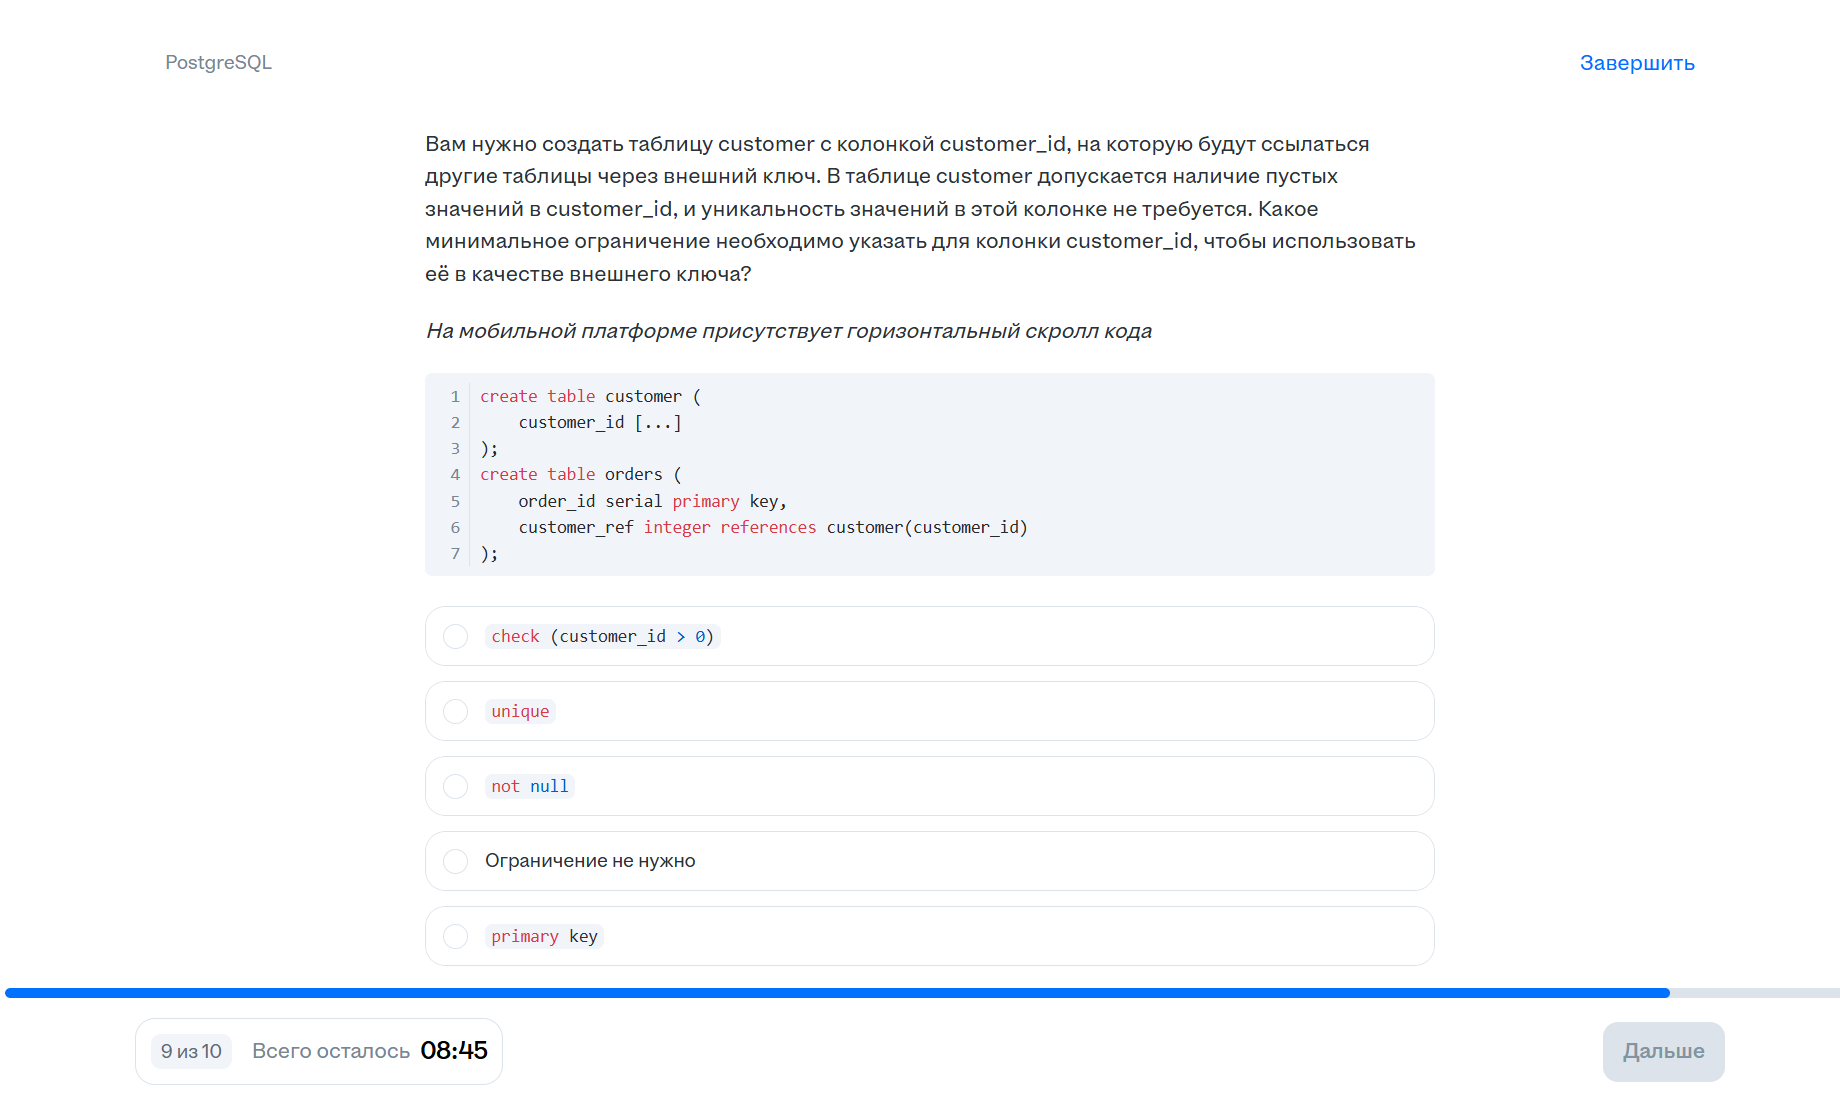 PostgreSQL
Завершить
Вам нужно создать таблицу customer с колонкой customer_id, на которую будут ссылаться
другие таблицы через внешний ключ. В таблице customer допускается наличие пустых
значений в customer_id, и уникальность значений в этой колонке не требуется. Какое
минимальное ограничение необходимо указать для колонки customer_id, чтобы использовать
её в качестве внешнего ключа?
На мобильной платформе присутствует горизонтальный скролл кода
1 create table customer (
2     customer_id [...]
3 );
4 create table orders (
5     order_id serial primary key,
6     customer_ref integer references customer(customer_id)
7 );
check (customer_id > 0)
unique
not null
Ограничение не нужно
primary key
9 из 10 Всего осталось 08:45
Дальше